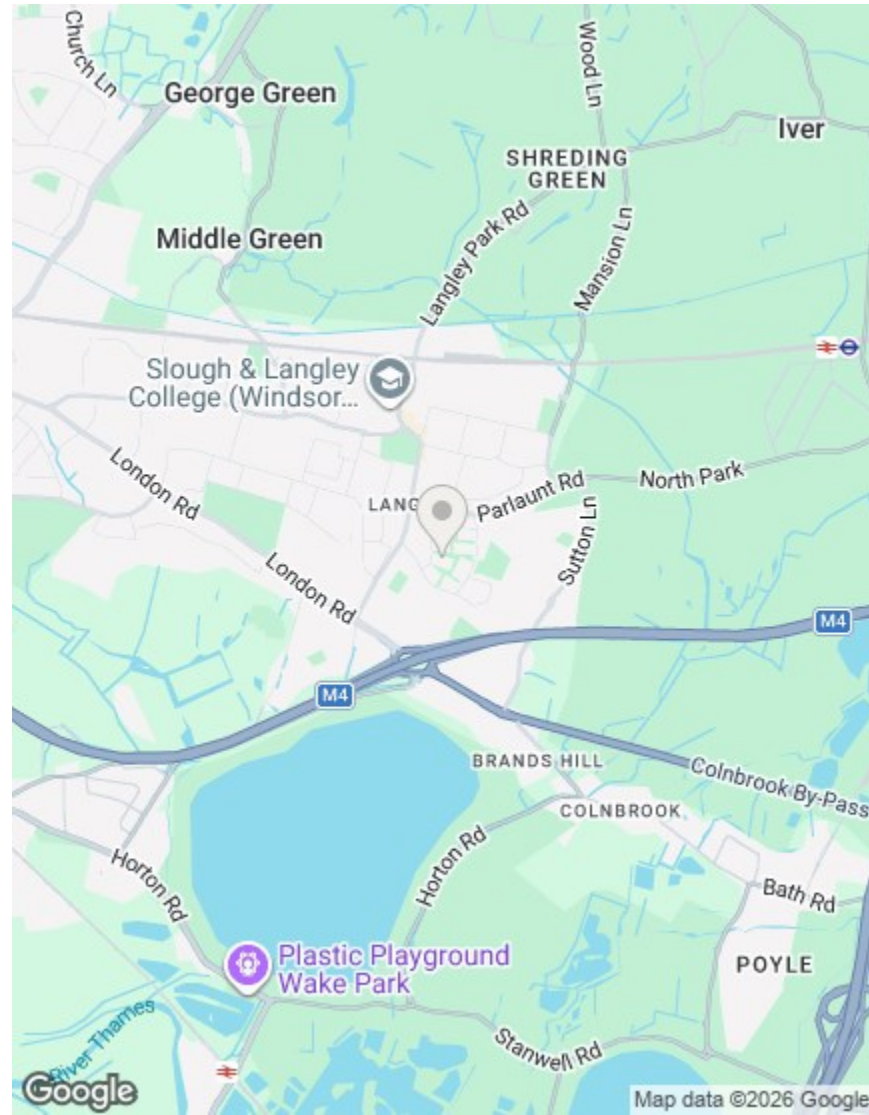 Church Ln
George Green
Wood Ln
Iver
SHREDING
GREEN
Langley Park Rd
Middle Green
Mansion Ln
Slough & Langley
College (Windsor...
London Rd
North Park
Parlaunt Rd
LANG
Sutton Ln
London Rd
M4
M4
BRANDS HILL
Colnbrook By-Pass
COLNBROOK
Horton Rd
Horton Rd
Bath Rd
Plastic Playground
Wake Park
POYLE
River Thames
Stanwell Rd
Google
Map data ©2026 Google